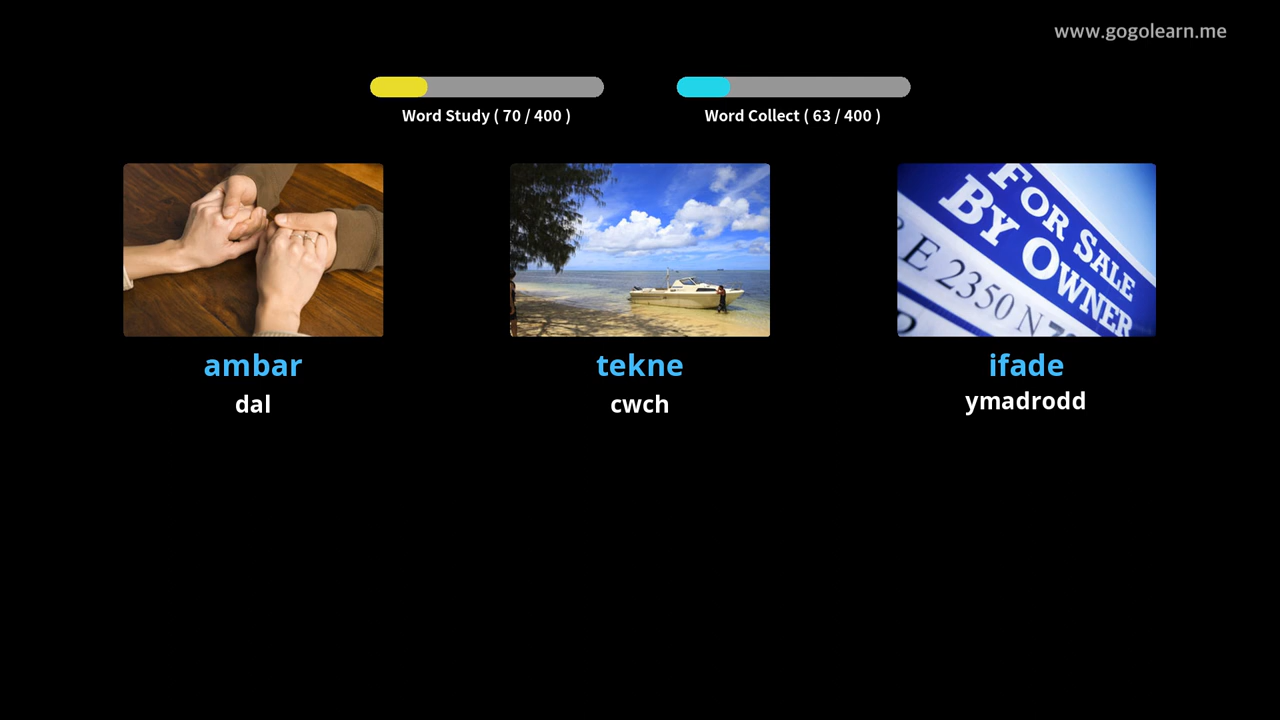 www.gogolearn.me
Word Study ( 70 / 400 )
Word Collect ( 63 / 400 )
FOR SALE
BY OWNER
E 2350 N
ambar
tekne
ifade
dal
cwch
ymadrodd